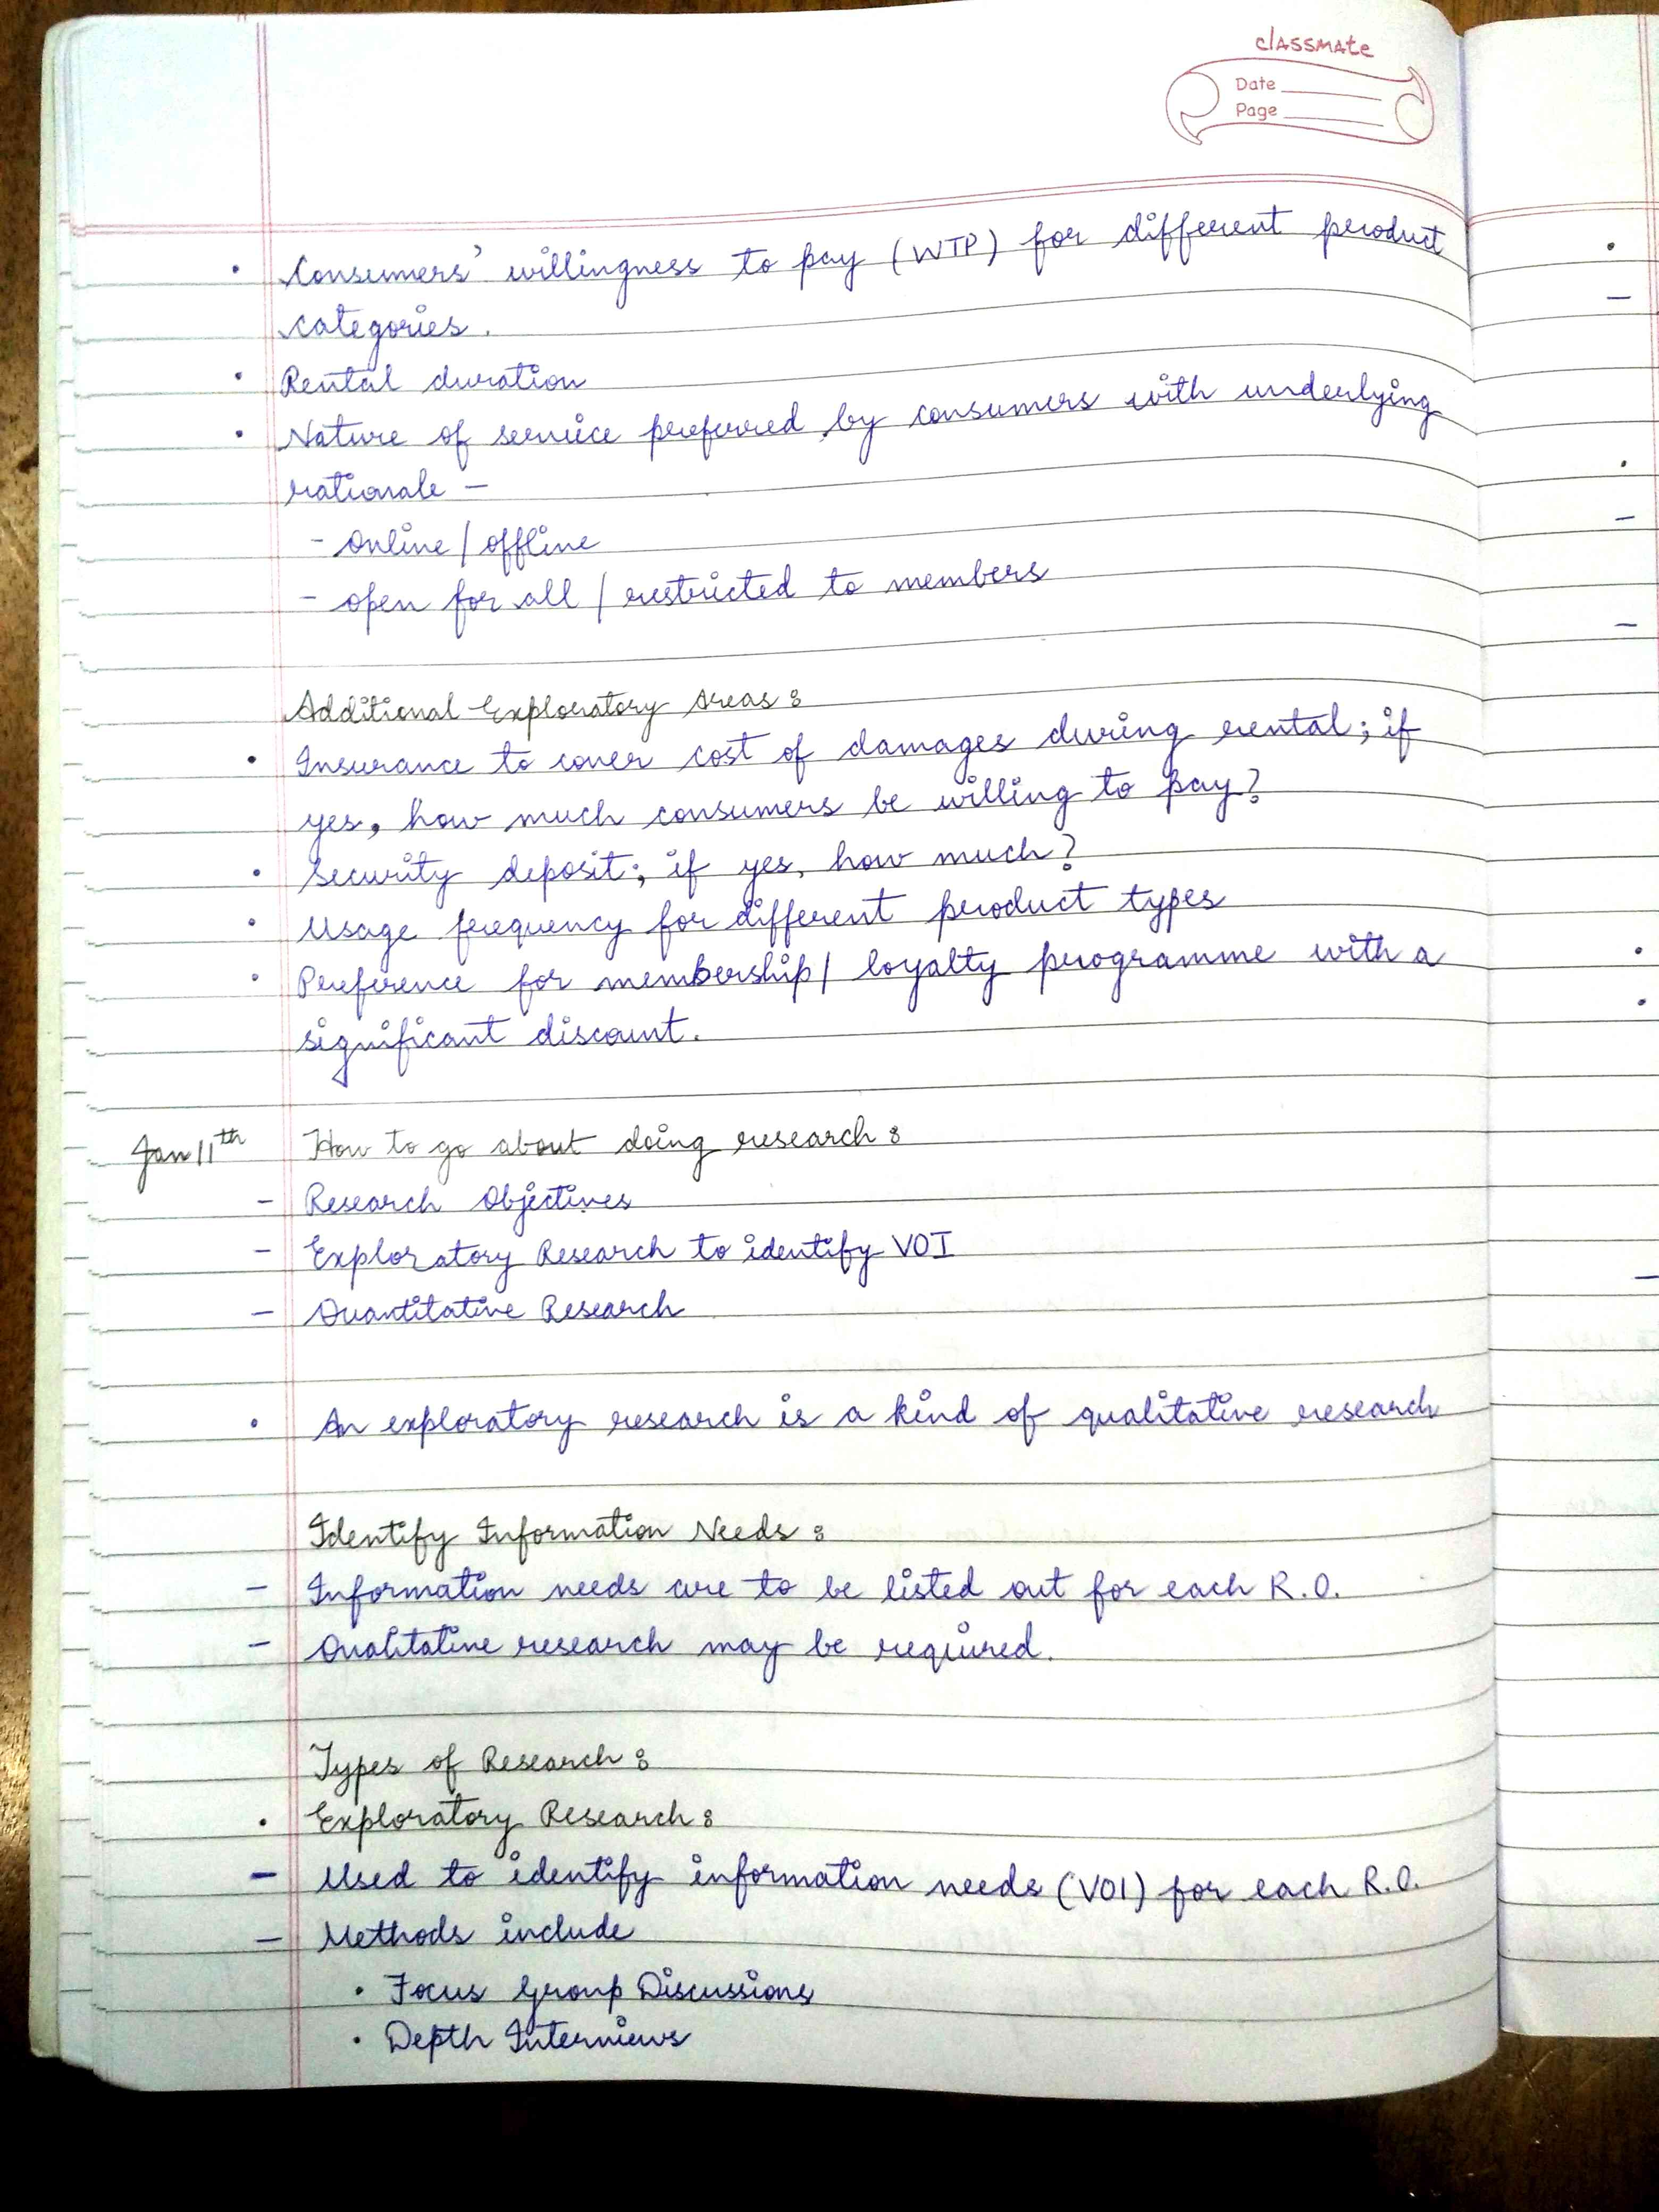 classmate
Date
Page
• Consumers' willingness to pay (WTP) for different product
categories.
• Rental duration
• Nature of service preferred by consumers with underlying
rationale –
- Online / offline
- open for all / restricted to members
Additional Exploratory Areas :
• Insurance to cover cost of damages during rental; if
yes, how much consumers be willing to pay?
• Security deposit; if yes, how much?
• Usage frequency for different product types
• Preference for membership / loyalty programme with a
significant discount.
Jan 11th How to go about doing research :
– Research Objectives
– Exploratory Research to identify VOI
– Quantitative Research
• An exploratory research is a kind of qualitative research
Identify Information Needs :
– Information needs are to be listed out for each R.O.
– Qualitative research may be required.
Types of Research :
• Exploratory Research :
– Used to identify information needs (VOI) for each R.O.
– Methods include
• Focus Group Discussions
• Depth Interviews